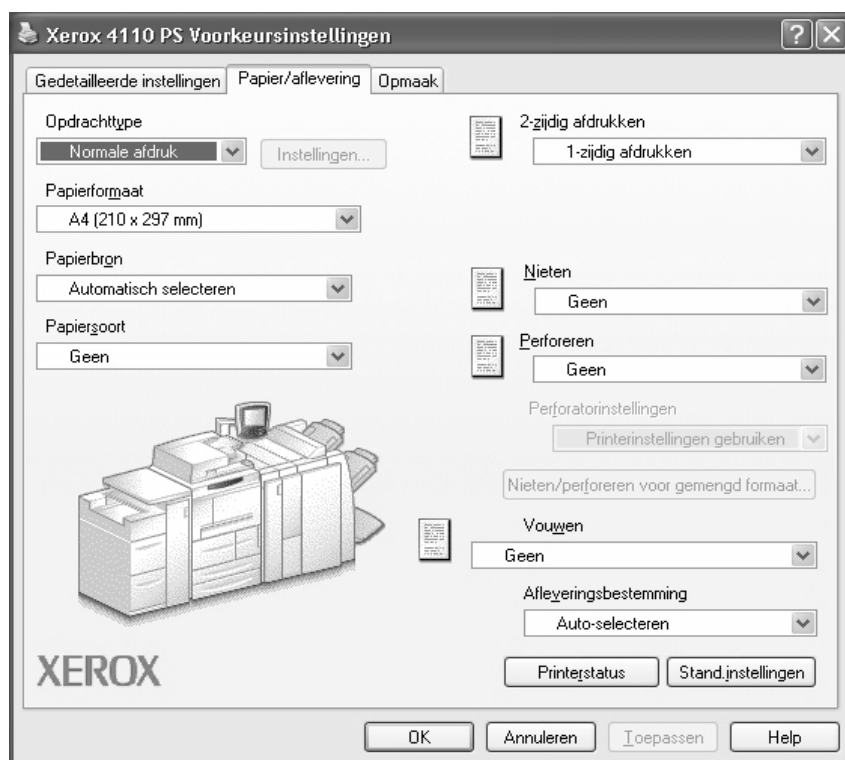 Xerox 4110 PS Voorkeursinstellingen
Gedetailleerde instellingen Papier/aflevering Opmaak
Opdrachttype
Normale afdruk
Instellingen...
Papierformaat
A4 (210 x 297 mm)
Papierbron
Automatisch selecteren
Papiersoort
Geen
2-zijdig afdrukken
1-zijdig afdrukken
Nieten
Geen
Perforeren
Geen
Perforatorinstellingen
Printerinstellingen gebruiken
Nieten/perforeren voor gemengd formaat...
Vouwen
Geen
Afleveringsbestemming
Auto-selecteren
XEROX
Printerstatus Stand.instellingen
OK Annuleren Toepassen Help